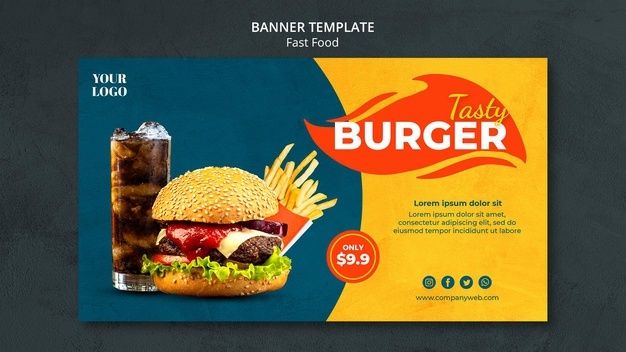 BANNER TEMPLATE
Fast Food
YOUR
LOGO
Tasty
BURGER
Lorem ipsum dolor sit
Lorem ipsum dolor sit amet,
consectetur adipiscing elit, sed do
eiusmod tempor incididunt ut labore
ONLY
$9.9
www.companyweb.com